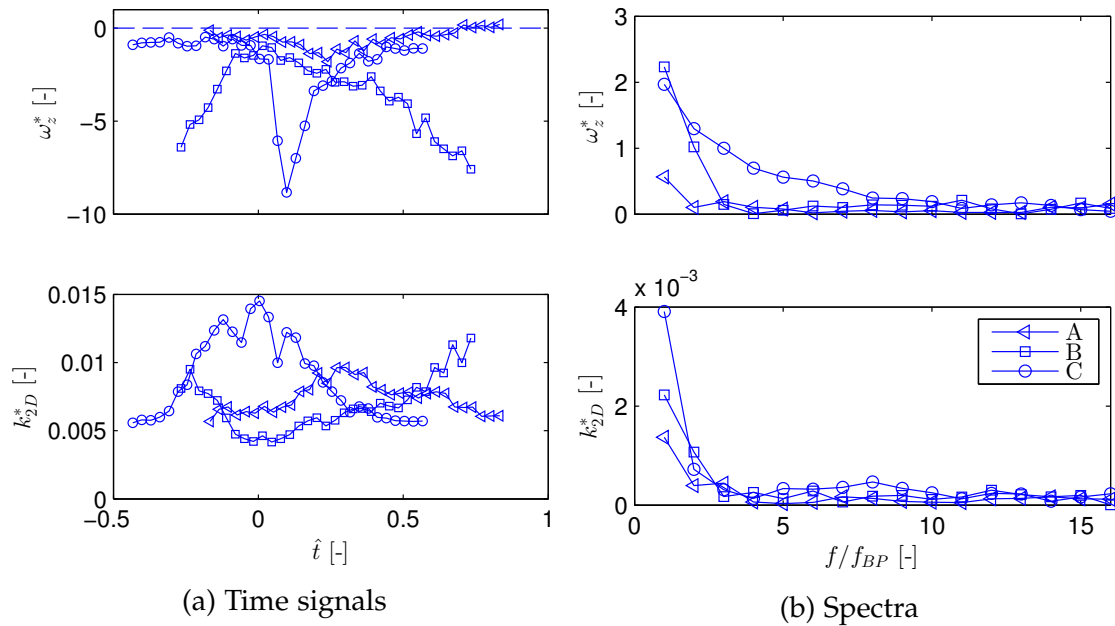 0
−5
−10
ω*z [-]
3
2
1
0
ω*z [-]
0.015
0.01
0.005
0
k*2D [-]
−0.5 0 0.5 1
t̂ [-]
x 10−3
4
2
0
k*2D [-]
A
B
C
0 5 10 15
f/fBP [-]
(a) Time signals
(b) Spectra